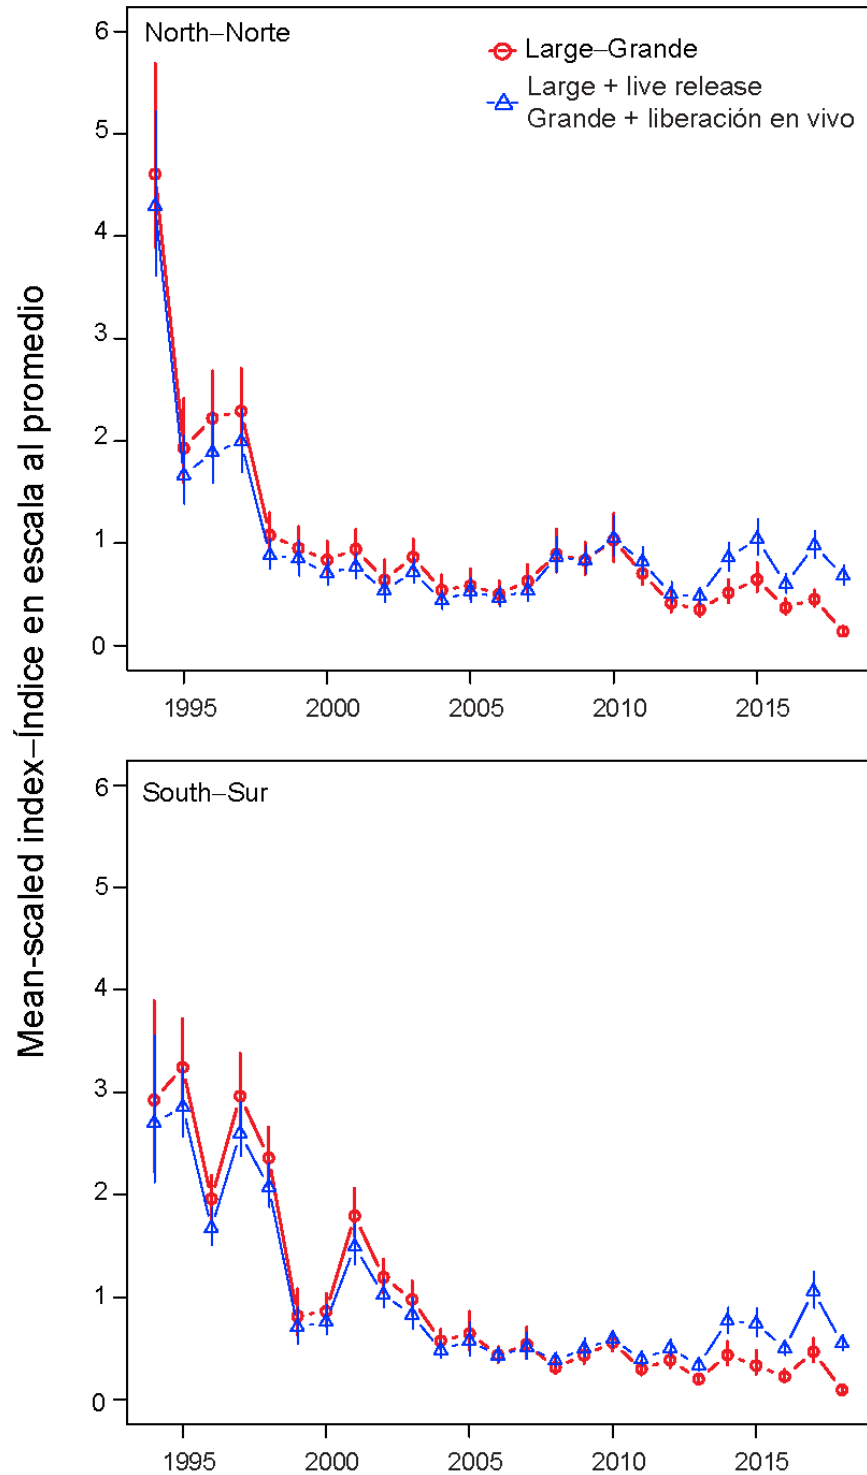 Mean-scaled index–Índice en escala al promedio
North–Norte
Large–Grande
Large + live release
Grande + liberación en vivo
6
5
4
3
2
1
0
1995 2000 2005 2010 2015
South–Sur
6
5
4
3
2
1
0
1995 2000 2005 2010 2015